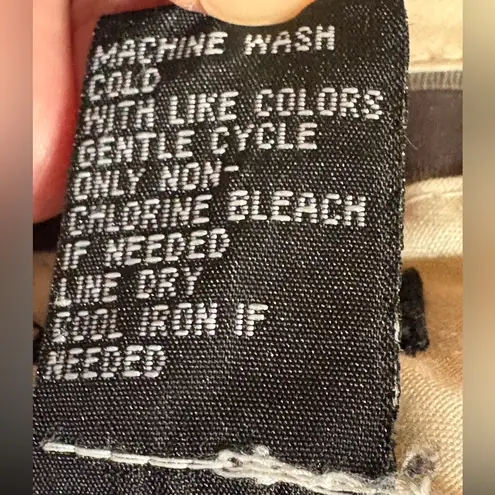 MACHINE WASH
COLD
WITH LIKE COLORS
GENTLE CYCLE
ONLY NON-
CHLORINE BLEACH
IF NEEDED
LINE DRY
COOL IRON IF
NEEDED